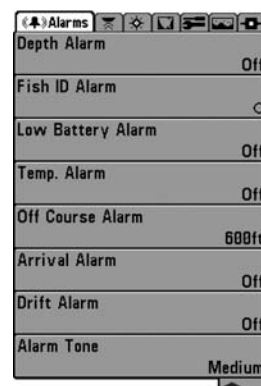 Alarms
Depth Alarm
Off
Fish ID Alarm
Low Battery Alarm
Off
Temp. Alarm
Off
Off Course Alarm
600ft
Arrival Alarm
Off
Drift Alarm
Off
Alarm Tone
Medium